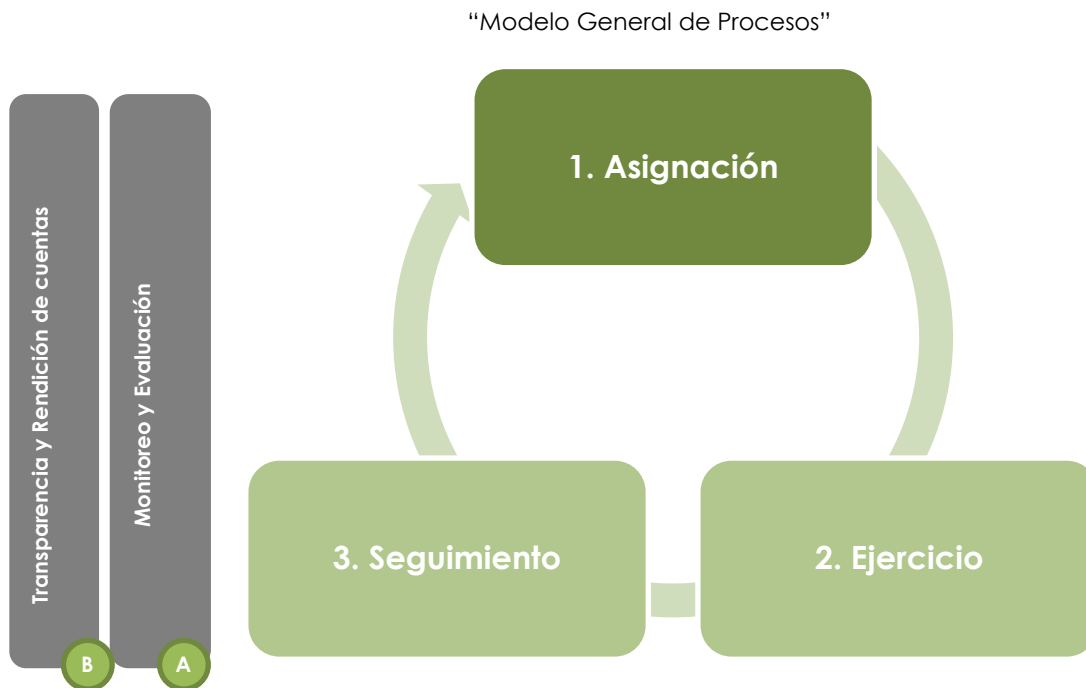 “Modelo General de Procesos”
Transparencia y Rendición de cuentas
B
Monitoreo y Evaluación
A
1. Asignación
3. Seguimiento
2. Ejercicio